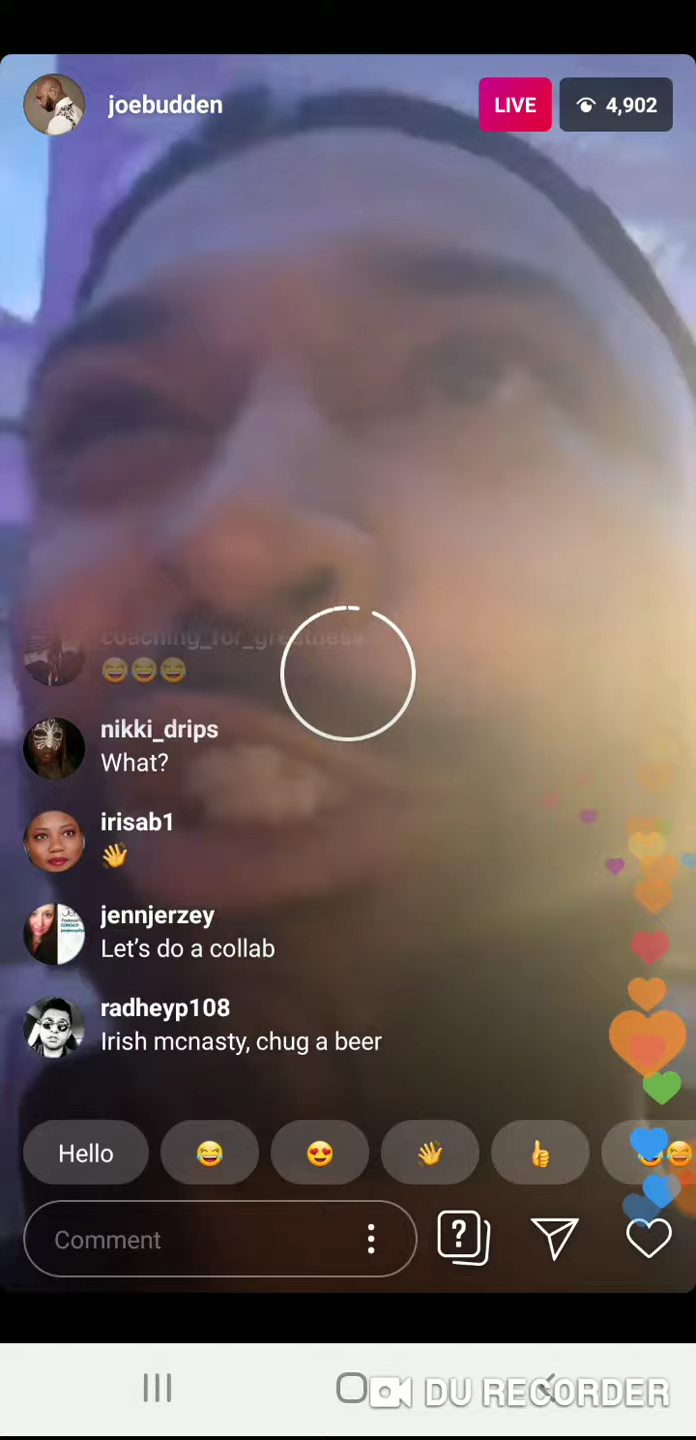 joebudden
LIVE
4,902
coaching_for_greatness
😂😂😂
nikki_drips
What?
irisab1
👋
jennjerzey
Let's do a collab
radheyp108
Irish mcnasty, chug a beer
Hello
Comment
DU RECORDER